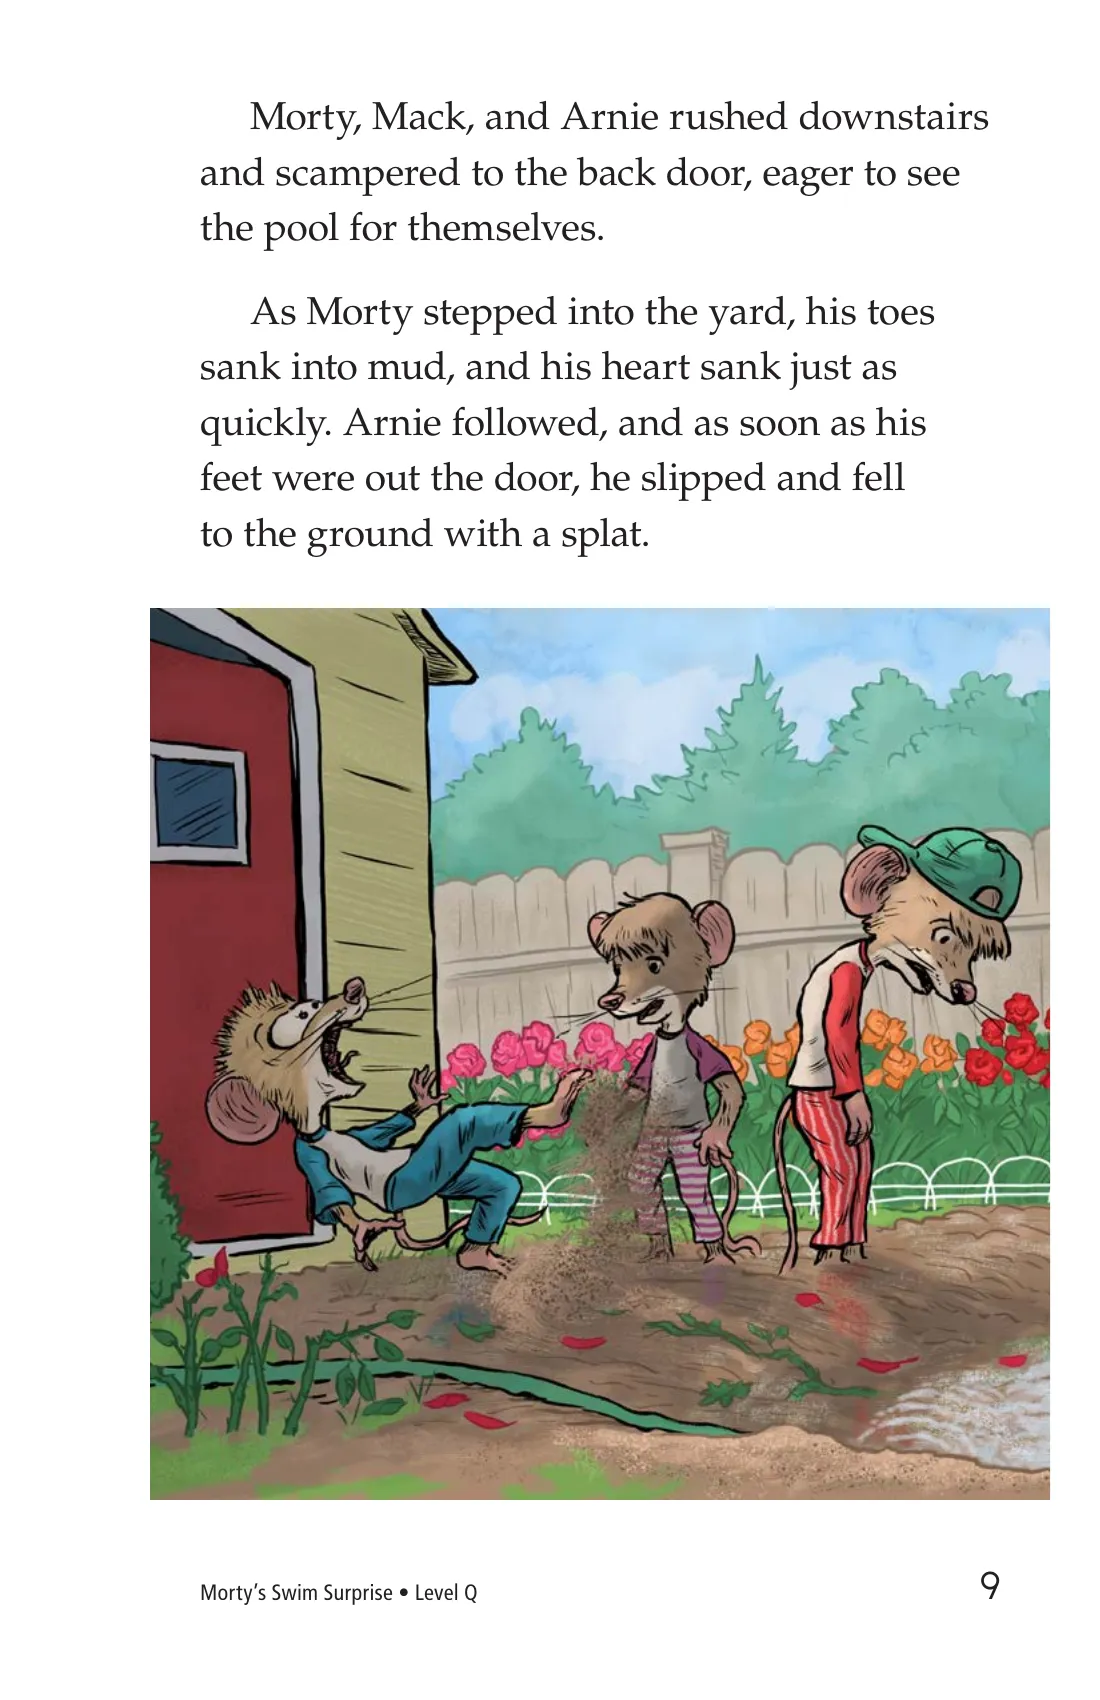 Morty, Mack, and Arnie rushed downstairs
and scampered to the back door, eager to see
the pool for themselves.
As Morty stepped into the yard, his toes
sank into mud, and his heart sank just as
quickly. Arnie followed, and as soon as his
feet were out the door, he slipped and fell
to the ground with a splat.
Morty’s Swim Surprise • Level Q
9